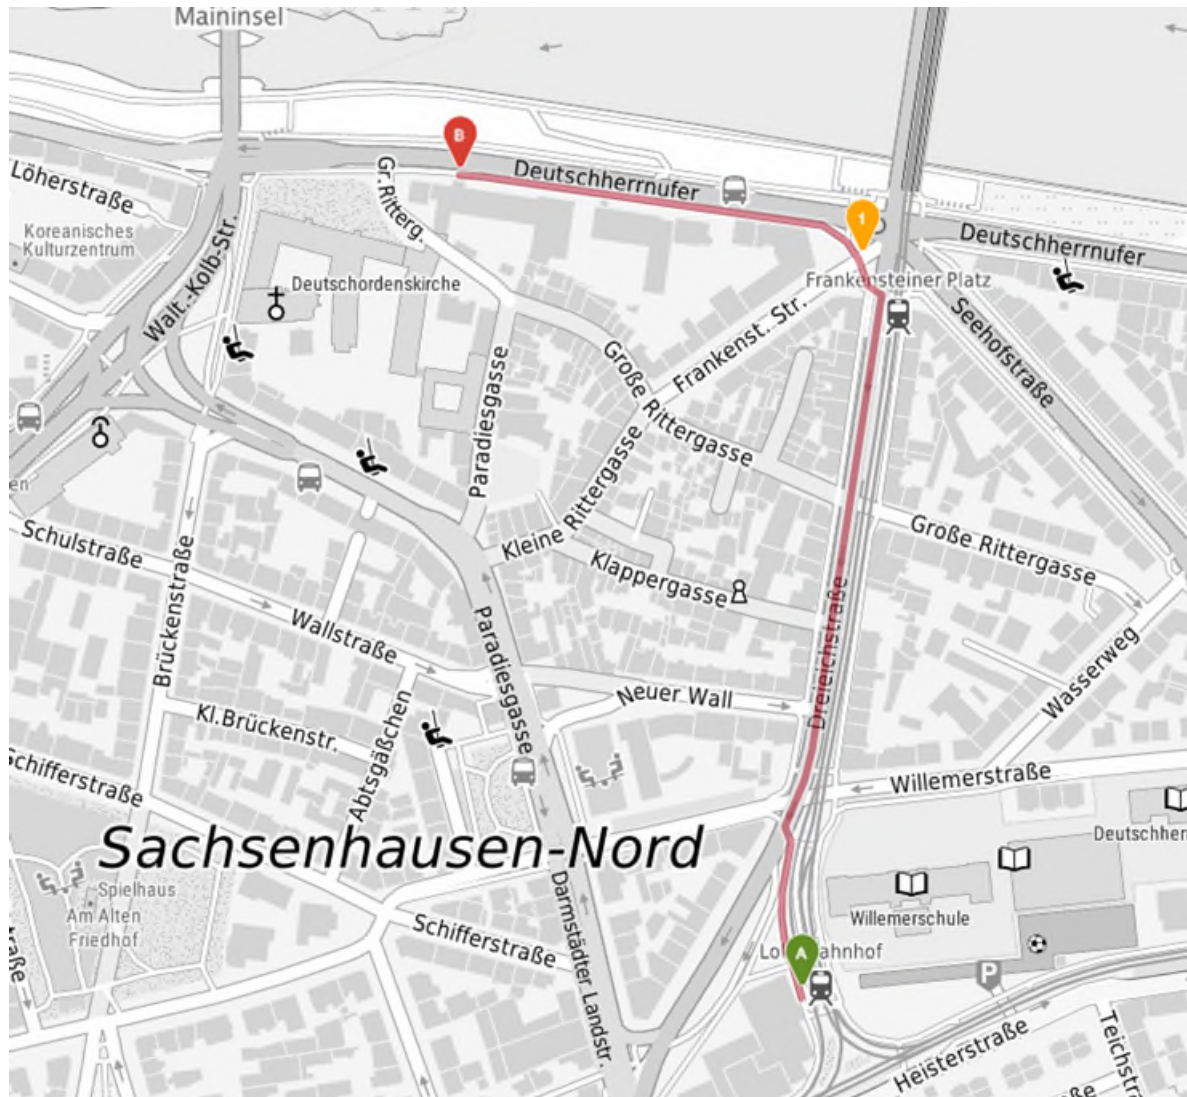 Maininsel
B
Löherstraße
Gr. Ritterg.
Deutschherrnufer
Koreanisches
Kulturzentrum
Walt.-Kolb-Str.
1
Deutschherrnufer
Deutschordenskirche
Frankensteiner Platz
Seehofstraße
Frankenst. Str.
Große Rittergasse
Paradiesgasse
en
Kleine Rittergasse
Schulstraße
Klappergasse
Große Rittergasse
Brückenstraße
Wallstraße
Paradiesgasse
Dreieichstraße
Wasserweg
Neuer Wall
Kl.Brückenstr.
Abtsgäßchen
Schifferstraße
Willemerstraße
Deutschherr
Sachsenhausen-Nord
Spielhaus
Am Alten
Friedhof
Darmstädter Landstr.
Schifferstraße
Willemerschule
A
P
Heisterstraße
Teichstra